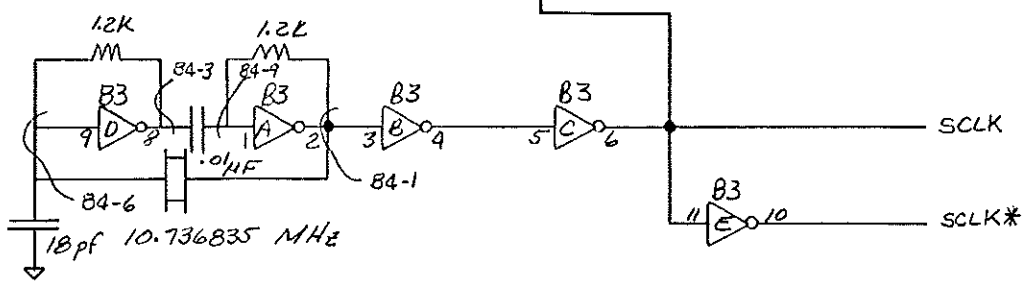 1.2K
1.2K
84-3
84-9
B3
D
9
8
B3
A
1
2
.01µF
B3
B
3
4
B3
C
5
6
SCLK
84-6
84-1
B3
E
11
10
SCLK*
18pf
10.736835 MHz